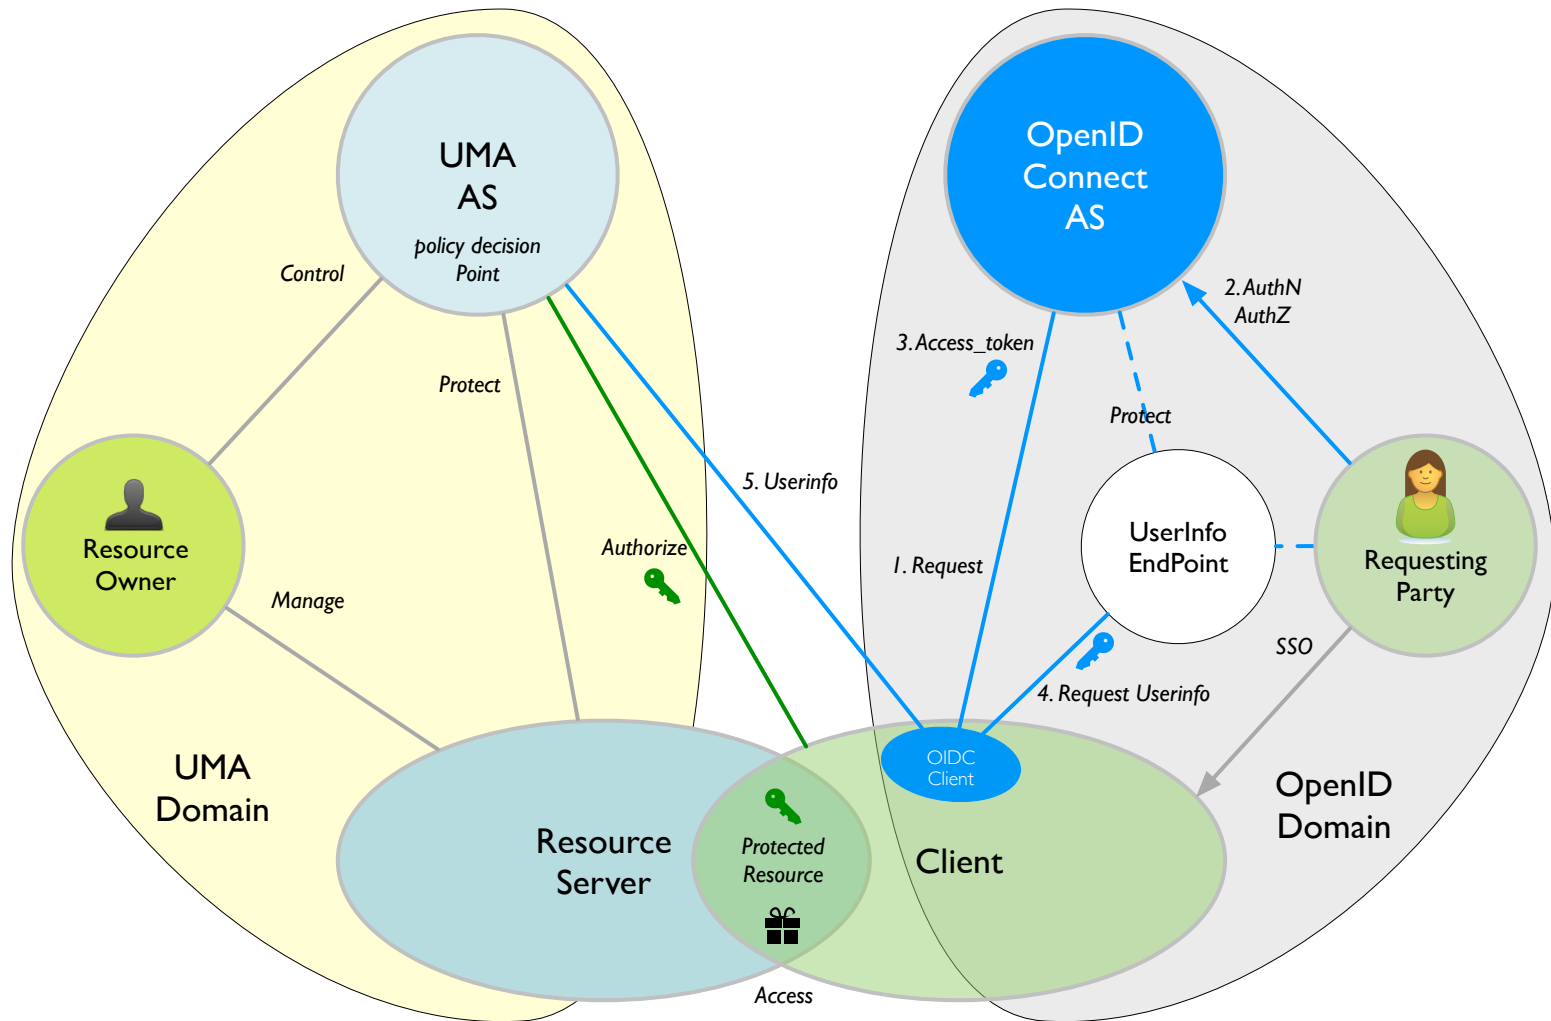 UMA
AS
policy decision
Point
OpenID
Connect
AS
Control
2. AuthN
AuthZ
3. Access_token
Protect
Protect
5. Userinfo
Resource
Owner
Authorize
1. Request
UserInfo
EndPoint
Requesting
Party
Manage
SSO
4. Request Userinfo
UMA
Domain
OIDC
Client
OpenID
Domain
Resource
Server
Protected
Resource
Client
Access